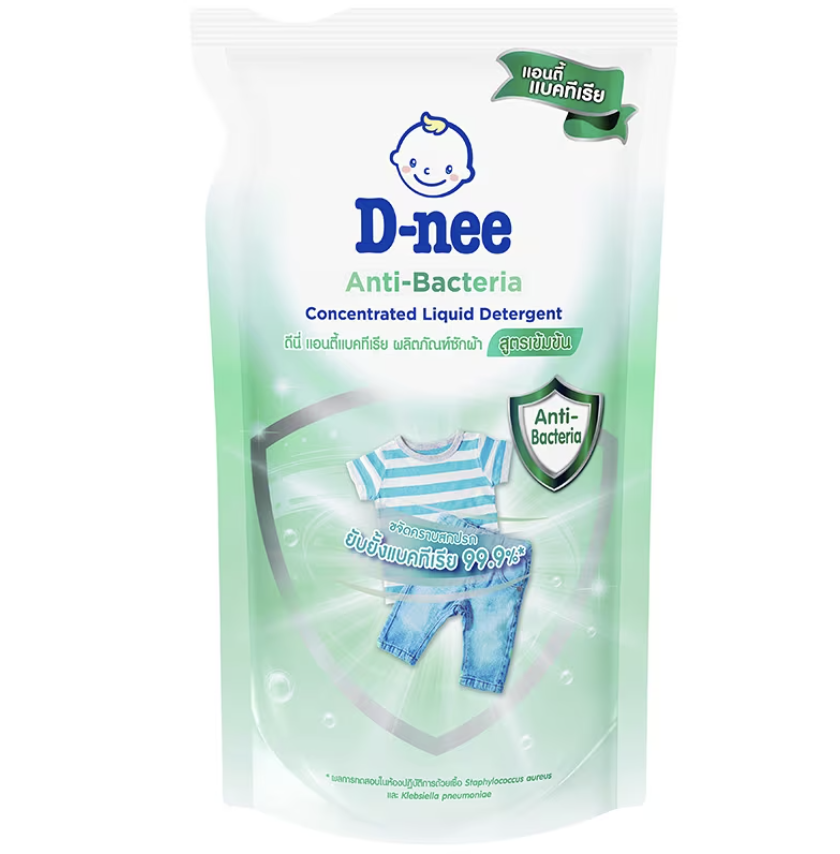 แอนตี้
แบคทีเรีย
D-nee
Anti-Bacteria
Concentrated Liquid Detergent
ดีนี่ แอนตี้แบคทีเรีย ผลิตภัณฑ์ซักผ้า สูตรเข้มข้น
Anti-
Bacteria
ขจัดคราบสกปรก
ยับยั้งแบคทีเรีย 99.9%*
* ผลการทดสอบในห้องปฏิบัติการด้วยเชื้อ Staphylococcus aureus
และ Klebsiella pneumoniae